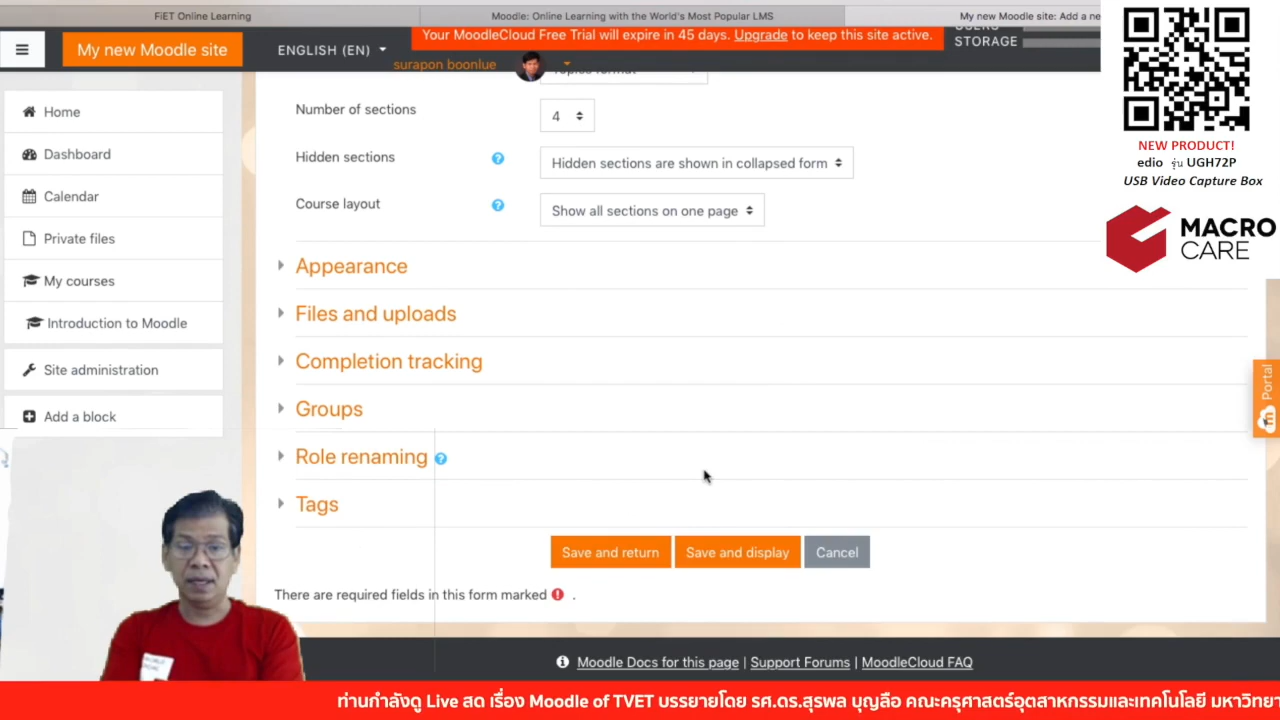 FiET Online Learning
Moodle: Online Learning with the World's Most Popular LMS
My new Moodle site: Add a ne
My new Moodle site
ENGLISH (EN)
Your MoodleCloud Free Trial will expire in 45 days. Upgrade to keep this site active.
STORAGE
surapon boonlue
Home
Dashboard
Calendar
Private files
My courses
Introduction to Moodle
Site administration
Add a block
Number of sections
4
Hidden sections
Hidden sections are shown in collapsed form
Course layout
Show all sections on one page
Appearance
Files and uploads
Completion tracking
Groups
Role renaming
Tags
Save and return
Save and display
Cancel
There are required fields in this form marked .
Moodle Docs for this page | Support Forums | MoodleCloud FAQ
NEW PRODUCT!
edio รุ่น UGH72P
USB Video Capture Box
MACRO
CARE
Portal
ท่านกำลังดู Live สด เรื่อง Moodle of TVET บรรยายโดย รศ.ดร.สุรพล บุญลือ คณะครุศาสตร์อุตสาหกรรมและเทคโนโลยี มหาวิทยา